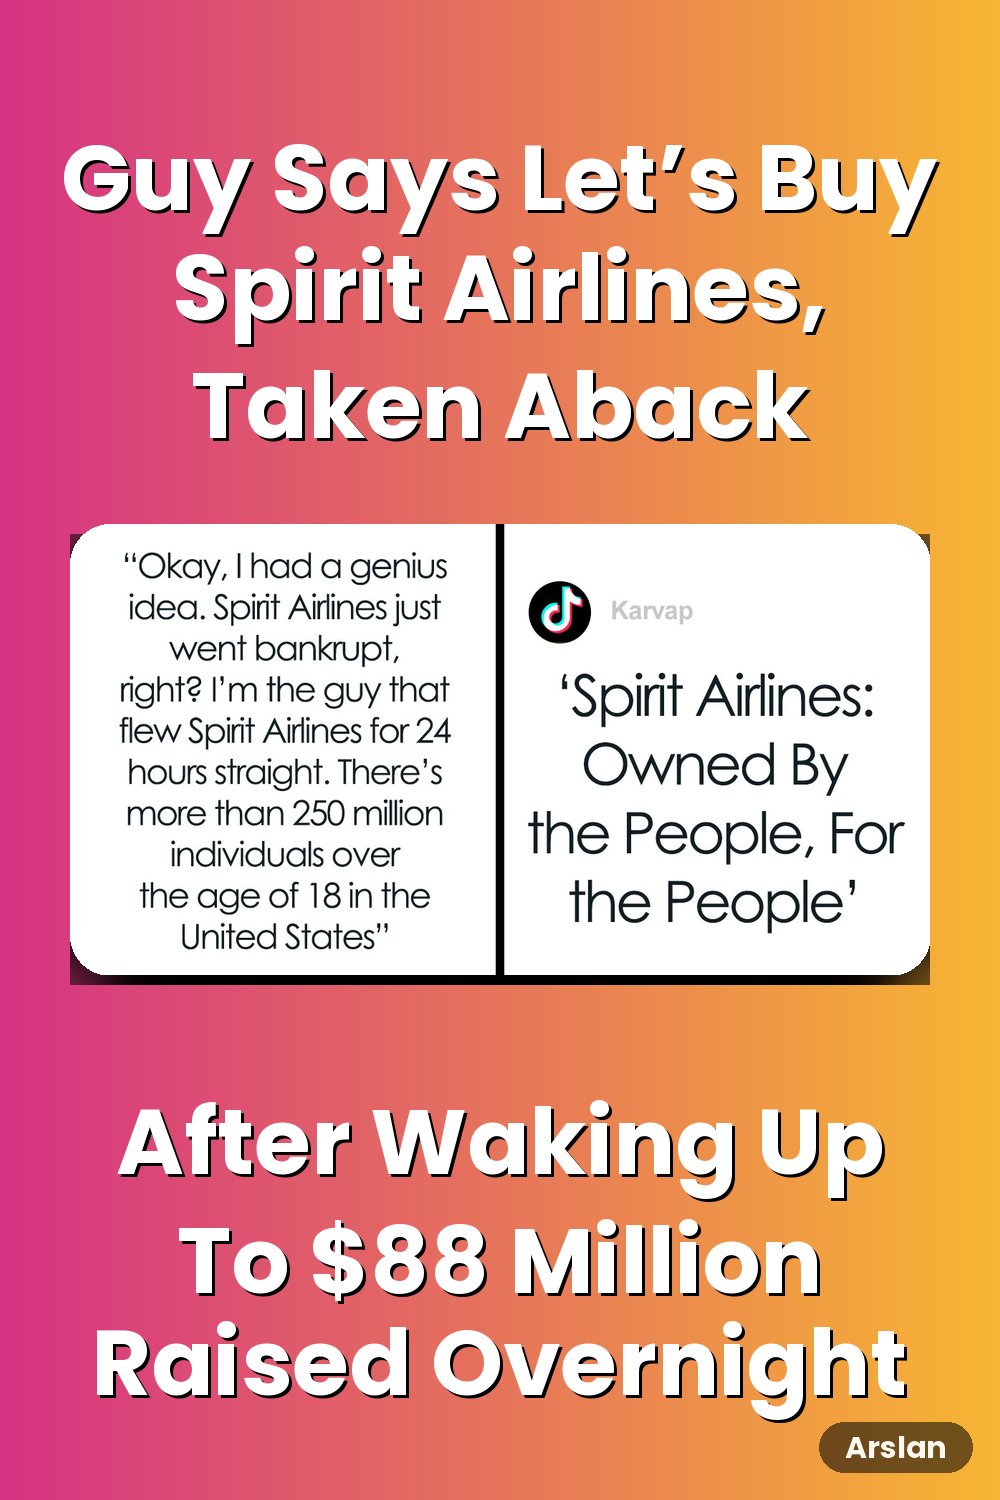 Guy Says Let’s Buy
Spirit Airlines,
Taken Aback
“Okay, I had a genius
idea. Spirit Airlines just
went bankrupt,
right? I’m the guy that
flew Spirit Airlines for 24
hours straight. There’s
more than 250 million
individuals over
the age of 18 in the
United States”
Karvap
‘Spirit Airlines:
Owned By
the People, For
the People’
After Waking Up
To $88 Million
Raised Overnight
Arslan